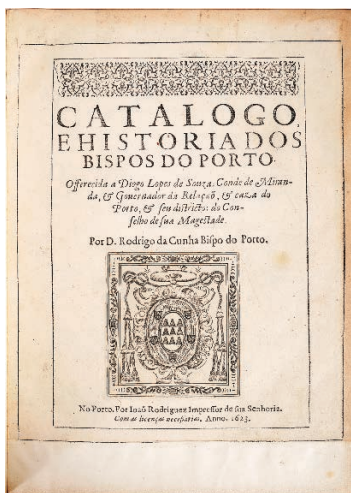 CATALOGO,
E HISTORIA DOS
BISPOS DO PORTO.
Offerecida a Diogo Lopes de Souza. Conde de Miran-
da, & Gouernador da Relaçaõ, & caza do
Porto, & seu districto: do Con-
selho de sua Magestade.
Por D. Rodrigo da Cunha Bispo do Porto.
No Porto. Por Ioaõ Rodriguez Impressor de sua Senhoria.
Com as licenças necessarias. Anno. 1623.